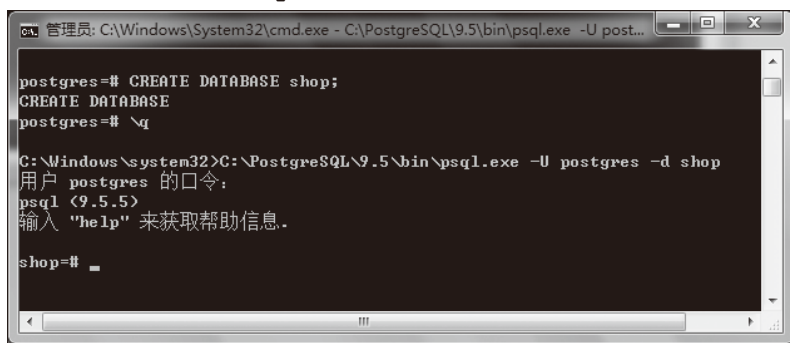 管理员: C:\Windows\System32\cmd.exe - C:\PostgreSQL\9.5\bin\psql.exe -U post...
postgres=# CREATE DATABASE shop;
CREATE DATABASE
postgres=# \q
C:\Windows\system32>C:\PostgreSQL\9.5\bin\psql.exe -U postgres -d shop
用户 postgres 的口令：
psql (9.5.5)
输入 "help" 来获取帮助信息.
shop=# _